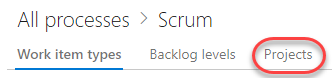 All processes > Scrum
Work item types Backlog levels Projects